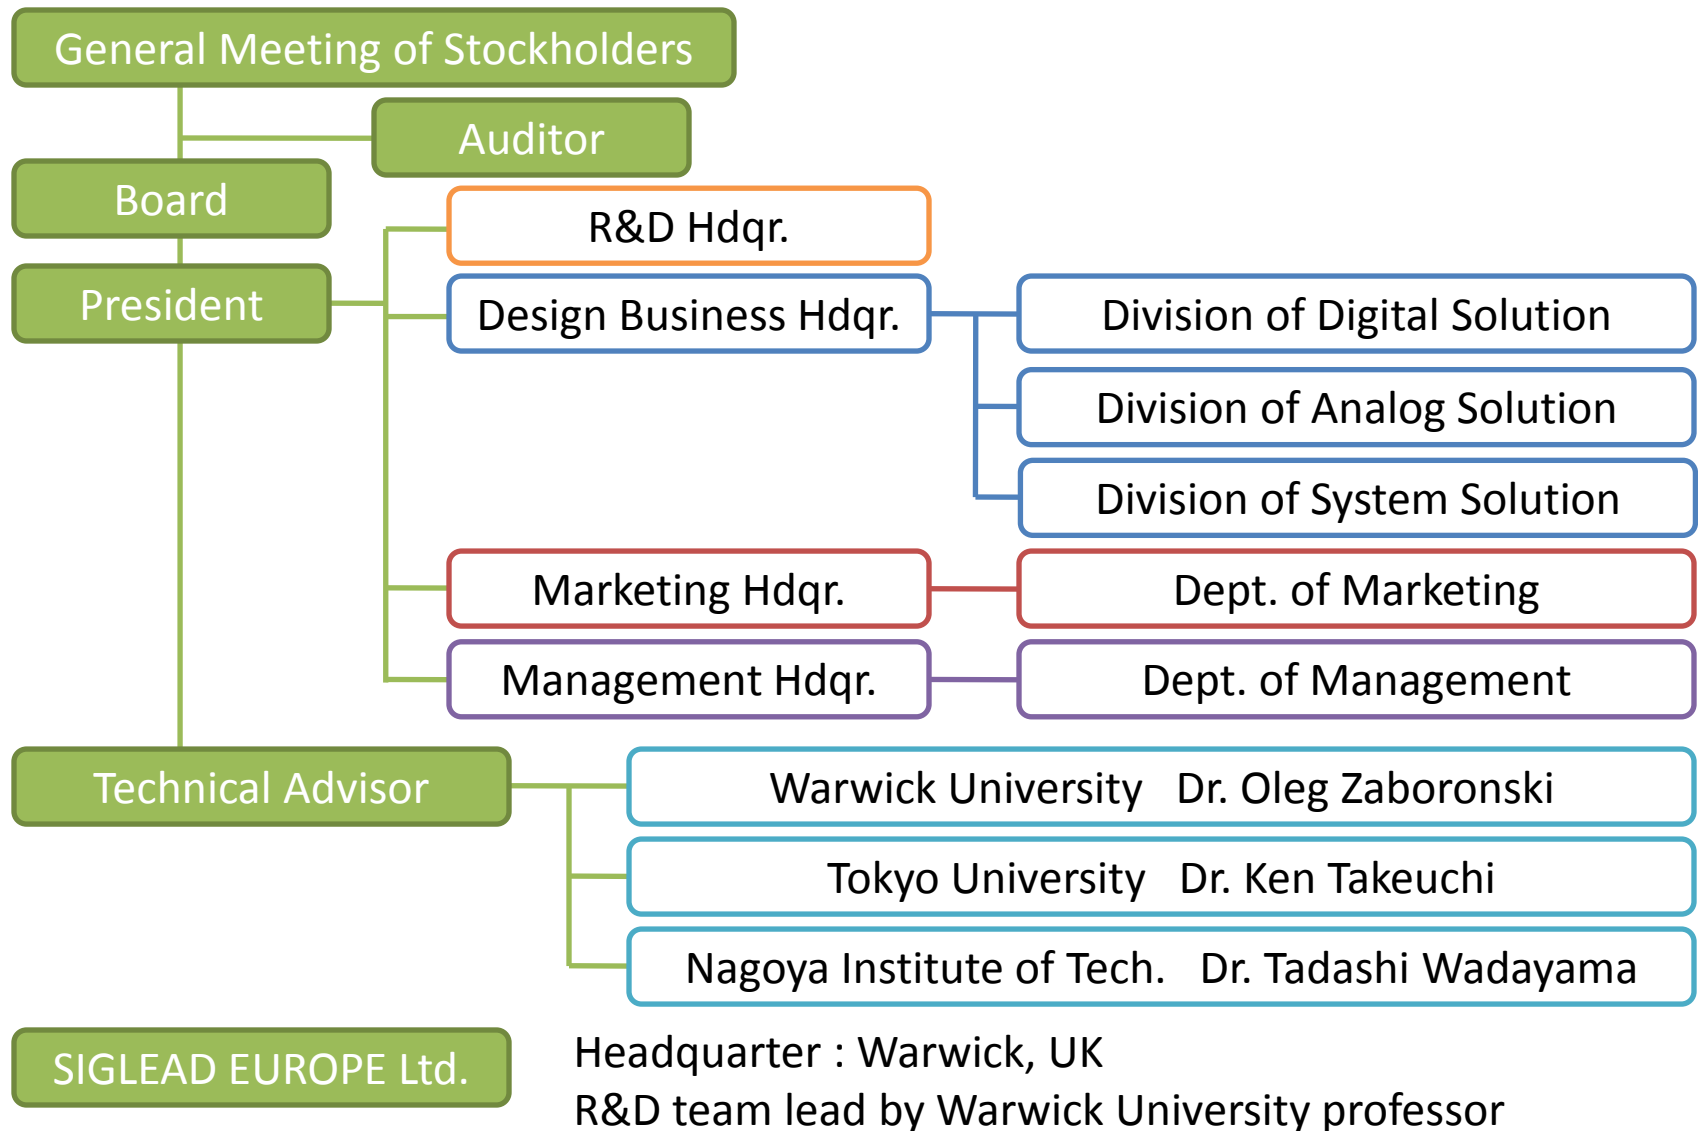 General Meeting of Stockholders
Auditor
Board
R&D Hdqr.
President
Design Business Hdqr.
Division of Digital Solution
Division of Analog Solution
Division of System Solution
Marketing Hdqr.
Dept. of Marketing
Management Hdqr.
Dept. of Management
Technical Advisor
Warwick University Dr. Oleg Zaboronski
Tokyo University Dr. Ken Takeuchi
Nagoya Institute of Tech. Dr. Tadashi Wadayama
SIGLEAD EUROPE Ltd.
Headquarter : Warwick, UK
R&D team lead by Warwick University professor